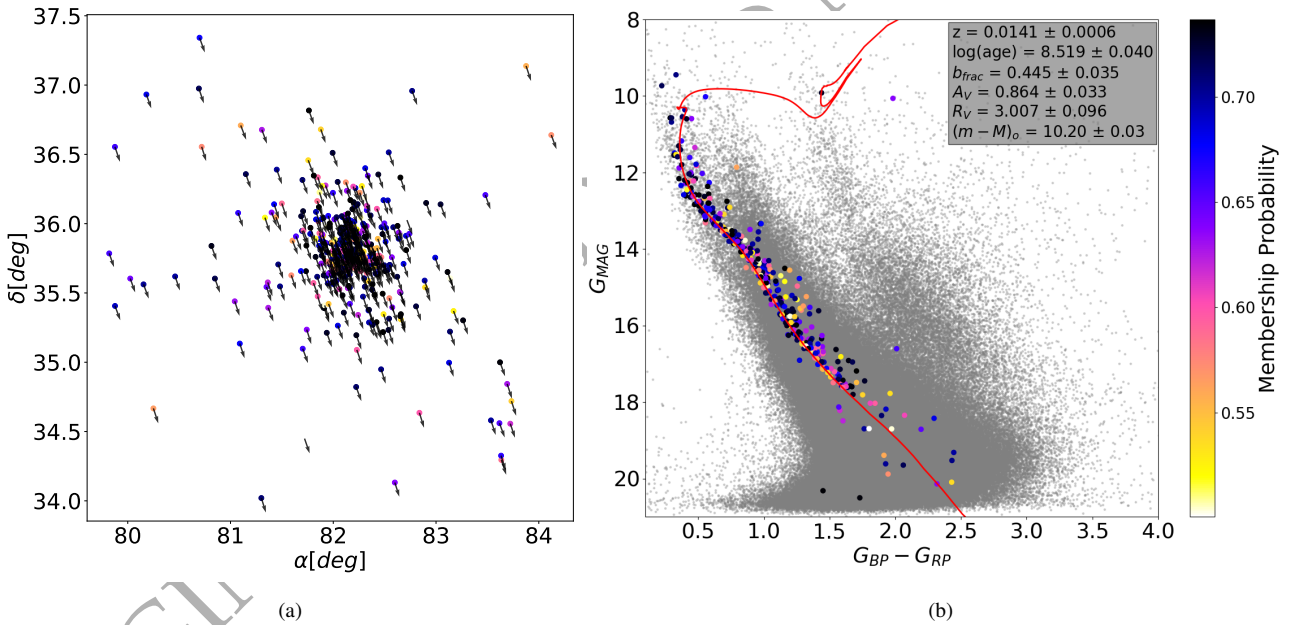 37.5
37.0
36.5
36.0
35.5
35.0
34.5
34.0
δ[deg]
80 81 82 83 84
α[deg]
(a)
8
10
12
14
16
18
20
G_MAG
z = 0.0141 ± 0.0006
log(age) = 8.519 ± 0.040
b_frac = 0.445 ± 0.035
A_V = 0.864 ± 0.033
R_V = 3.007 ± 0.096
(m − M)_o = 10.20 ± 0.03
0.5 1.0 1.5 2.0 2.5 3.0 3.5 4.0
G_BP − G_RP
(b)
0.70
0.65
0.60
0.55
Membership Probability